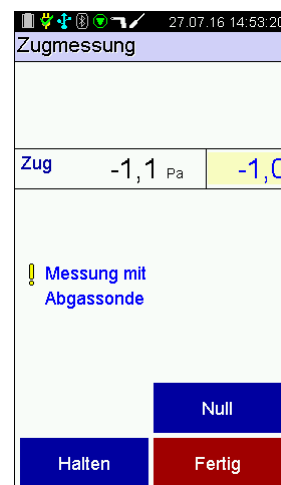 27.07.16 14:53:20
Zugmessung
Zug -1,1 Pa -1,0
Messung mit
Abgassonde
Null
Halten Fertig